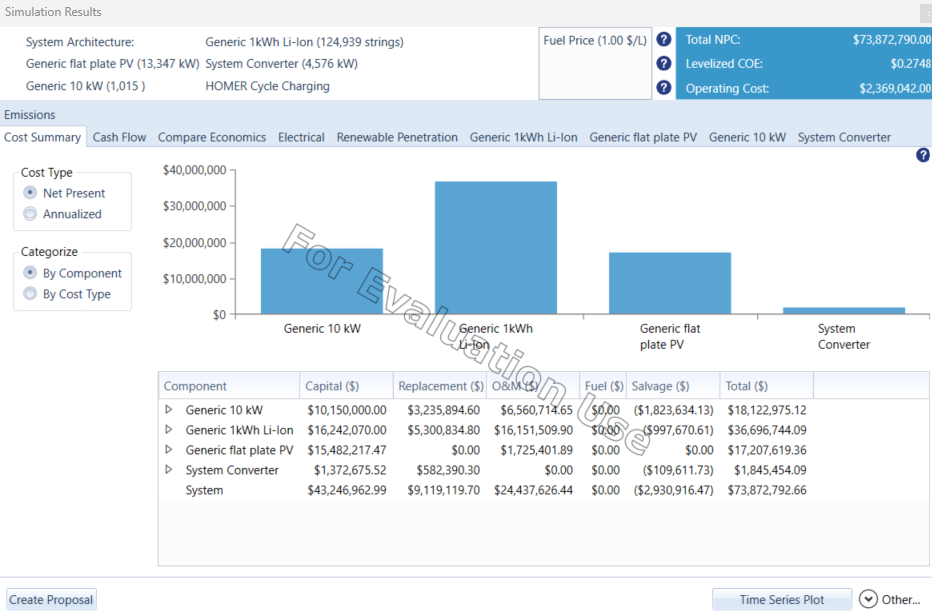 Simulation Results
System Architecture: Generic 1kWh Li-Ion (124,939 strings)
Generic flat plate PV (13,347 kW) System Converter (4,576 kW)
Generic 10 kW (1,015 ) HOMER Cycle Charging
Fuel Price (1.00 $/L)
Total NPC: $73,872,790.00
Levelized COE: $0.2748
Operating Cost: $2,369,042.00
Emissions
Cost Summary Cash Flow Compare Economics Electrical Renewable Penetration Generic 1kWh Li-Ion Generic flat plate PV Generic 10 kW System Converter
Cost Type
Net Present
Annualized
Categorize
By Component
By Cost Type
$40,000,000
$30,000,000
$20,000,000
$10,000,000
$0
Generic 10 kW
Generic 1kWh
Li-Ion
Generic flat
plate PV
System
Converter
For Evaluation Use
Component Capital ($) Replacement ($) O&M ($) Fuel ($) Salvage ($) Total ($)
Generic 10 kW $10,150,000.00 $3,235,894.60 $6,560,714.65 $0.00 ($1,823,634.13) $18,122,975.12
Generic 1kWh Li-Ion $16,242,070.00 $5,300,834.80 $16,151,509.90 $0.00 ($997,670.61) $36,696,744.09
Generic flat plate PV $15,482,217.47 $0.00 $1,725,401.89 $0.00 $0.00 $17,207,619.36
System Converter $1,372,675.52 $582,390.30 $0.00 $0.00 ($109,611.73) $1,845,454.09
System $43,246,962.99 $9,119,119.70 $24,437,626.44 $0.00 ($2,930,916.47) $73,872,792.66
Create Proposal
Time Series Plot
Other...